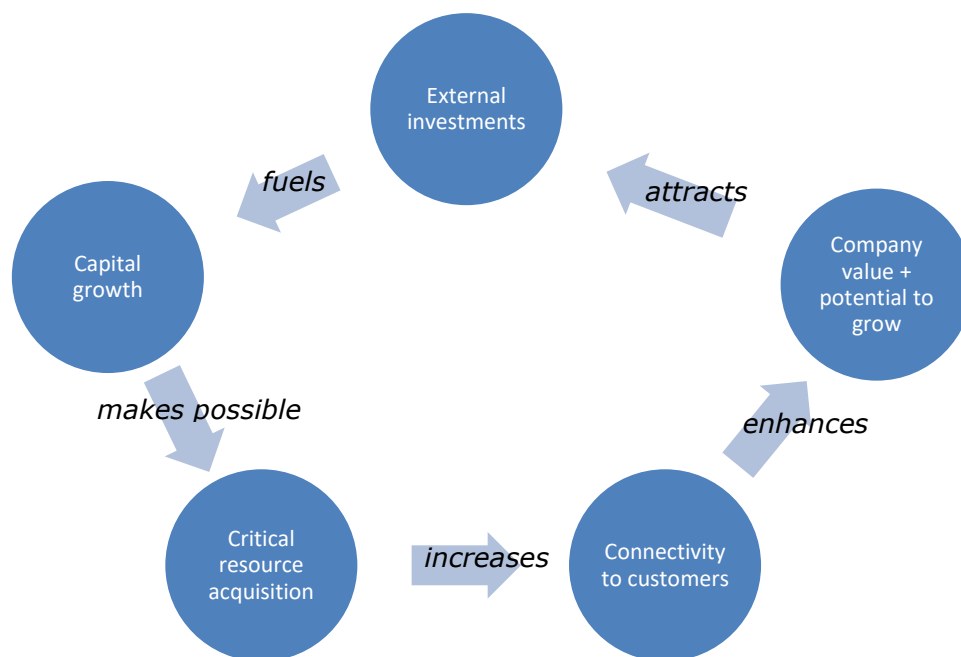 External
investments
fuels
Capital
growth
makes possible
Critical
resource
acquisition
increases
Connectivity
to customers
enhances
Company
value +
potential to
grow
attracts